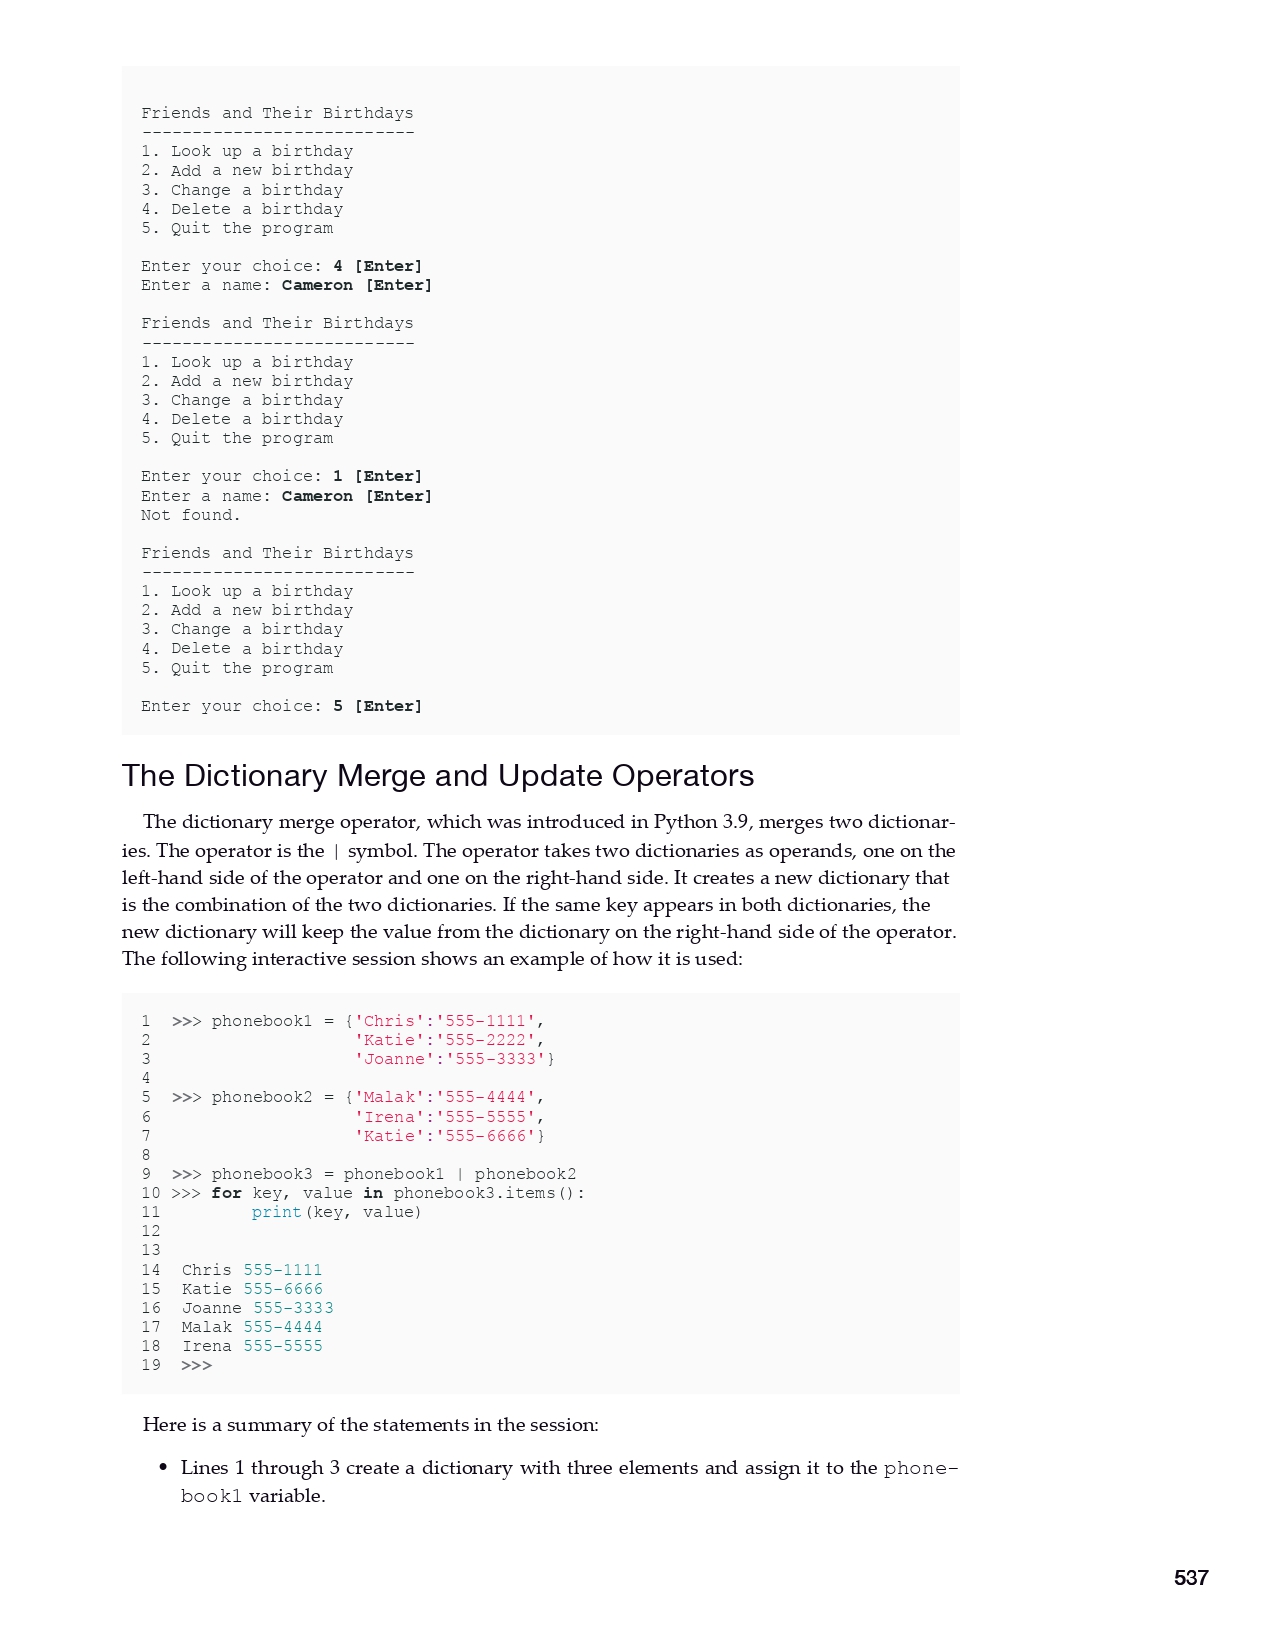 Friends and Their Birthdays
---------------------------
1. Look up a birthday
2. Add a new birthday
3. Change a birthday
4. Delete a birthday
5. Quit the program
Enter your choice: 4 [Enter]
Enter a name: Cameron [Enter]
Friends and Their Birthdays
---------------------------
1. Look up a birthday
2. Add a new birthday
3. Change a birthday
4. Delete a birthday
5. Quit the program
Enter your choice: 1 [Enter]
Enter a name: Cameron [Enter]
Not found.
Friends and Their Birthdays
---------------------------
1. Look up a birthday
2. Add a new birthday
3. Change a birthday
4. Delete a birthday
5. Quit the program
Enter your choice: 5 [Enter]
The Dictionary Merge and Update Operators
The dictionary merge operator, which was introduced in Python 3.9, merges two dictionar-
ies. The operator is the | symbol. The operator takes two dictionaries as operands, one on the
left-hand side of the operator and one on the right-hand side. It creates a new dictionary that
is the combination of the two dictionaries. If the same key appears in both dictionaries, the
new dictionary will keep the value from the dictionary on the right-hand side of the operator.
The following interactive session shows an example of how it is used:
1  >>> phonebook1 = {'Chris':'555-1111',
2                   'Katie':'555-2222',
3                   'Joanne':'555-3333'}
4
5  >>> phonebook2 = {'Malak':'555-4444',
6                   'Irena':'555-5555',
7                   'Katie':'555-6666'}
8
9  >>> phonebook3 = phonebook1 | phonebook2
10 >>> for key, value in phonebook3.items():
11         print(key, value)
12
13
14  Chris 555-1111
15  Katie 555-6666
16  Joanne 555-3333
17  Malak 555-4444
18  Irena 555-5555
19  >>>
Here is a summary of the statements in the session:
• Lines 1 through 3 create a dictionary with three elements and assign it to the phone-
book1 variable.
537